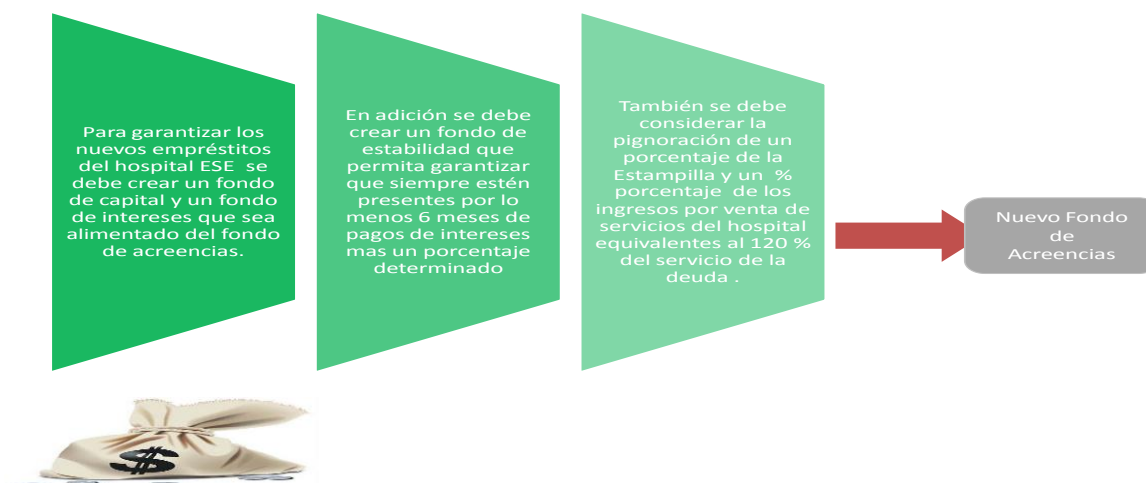 Para garantizar los
nuevos empréstitos
del hospital ESE se
debe crear un fondo
de capital y un fondo
de intereses que sea
alimentado del fondo
de acreencias.
En adición se debe
crear un fondo de
estabilidad que
permita garantizar
que siempre estén
presentes por lo
menos 6 meses de
pagos de intereses
mas un porcentaje
determinado
También se debe
considerar la
pignoración de un
porcentaje de la
Estampilla y un %
porcentaje de los
ingresos por venta de
servicios del hospital
equivalentes al 120 %
del servicio de la
deuda .
Nuevo Fondo
de
Acreencias
$